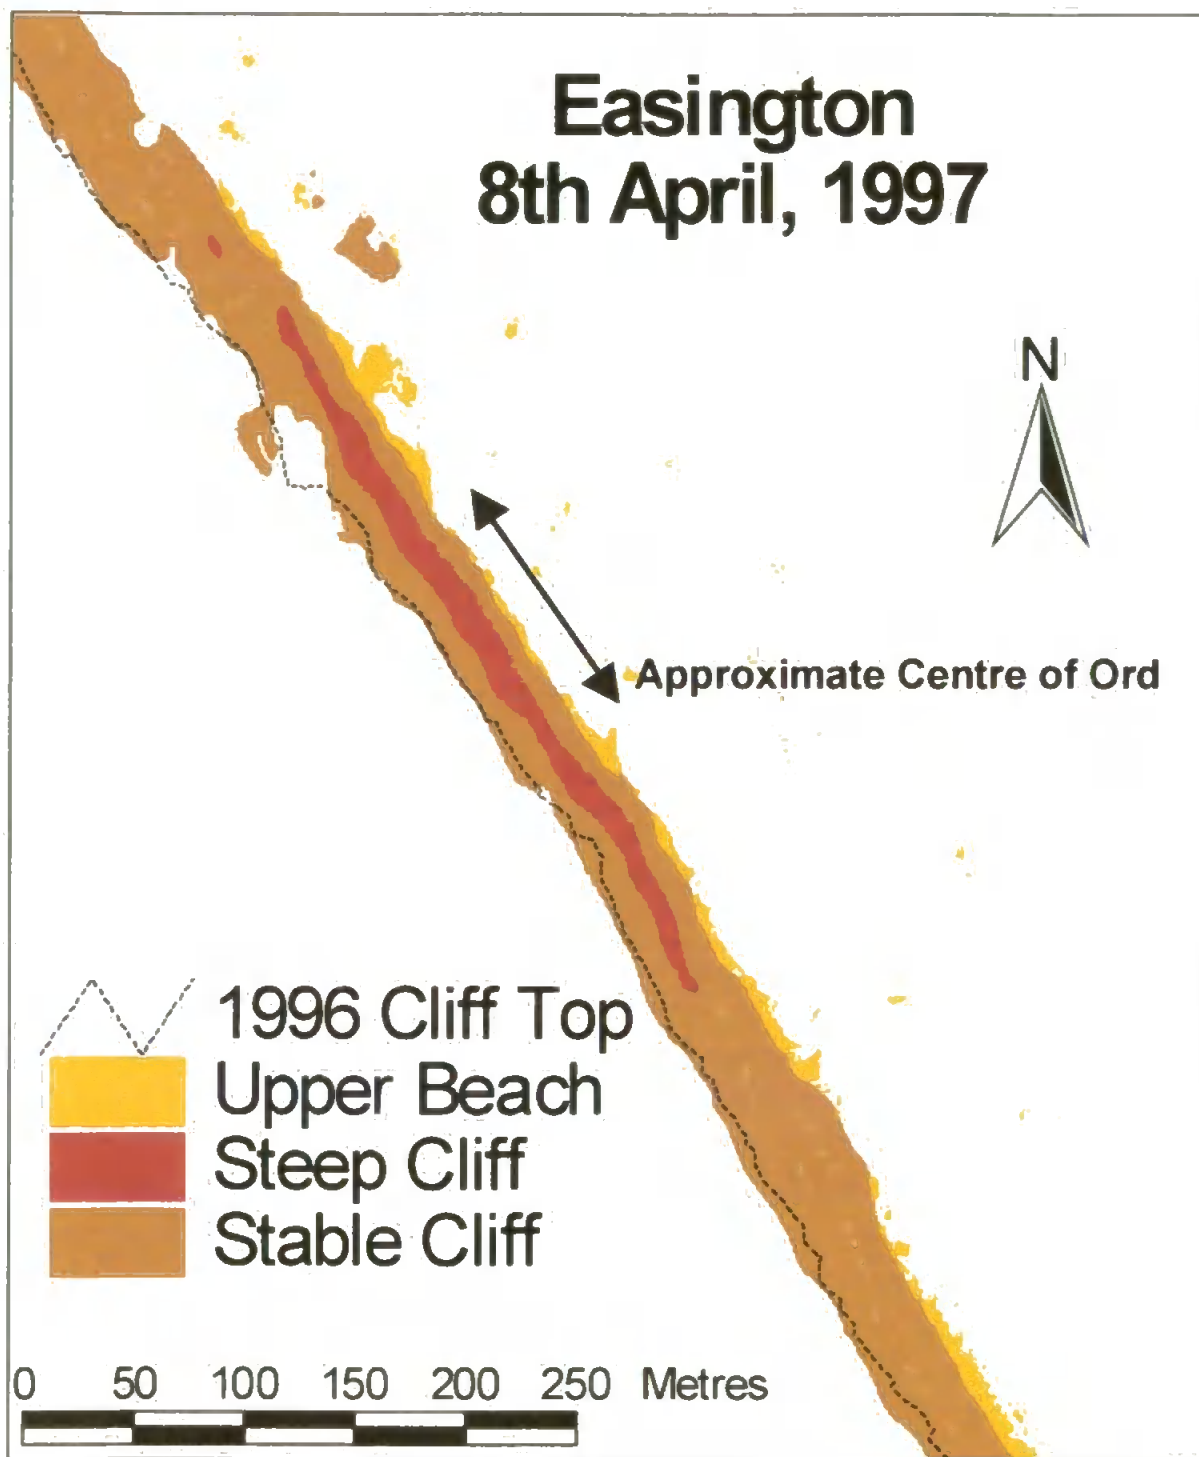 Easington
8th April, 1997
N
Approximate Centre of Ord
1996 Cliff Top
Upper Beach
Steep Cliff
Stable Cliff
0 50 100 150 200 250 Metres